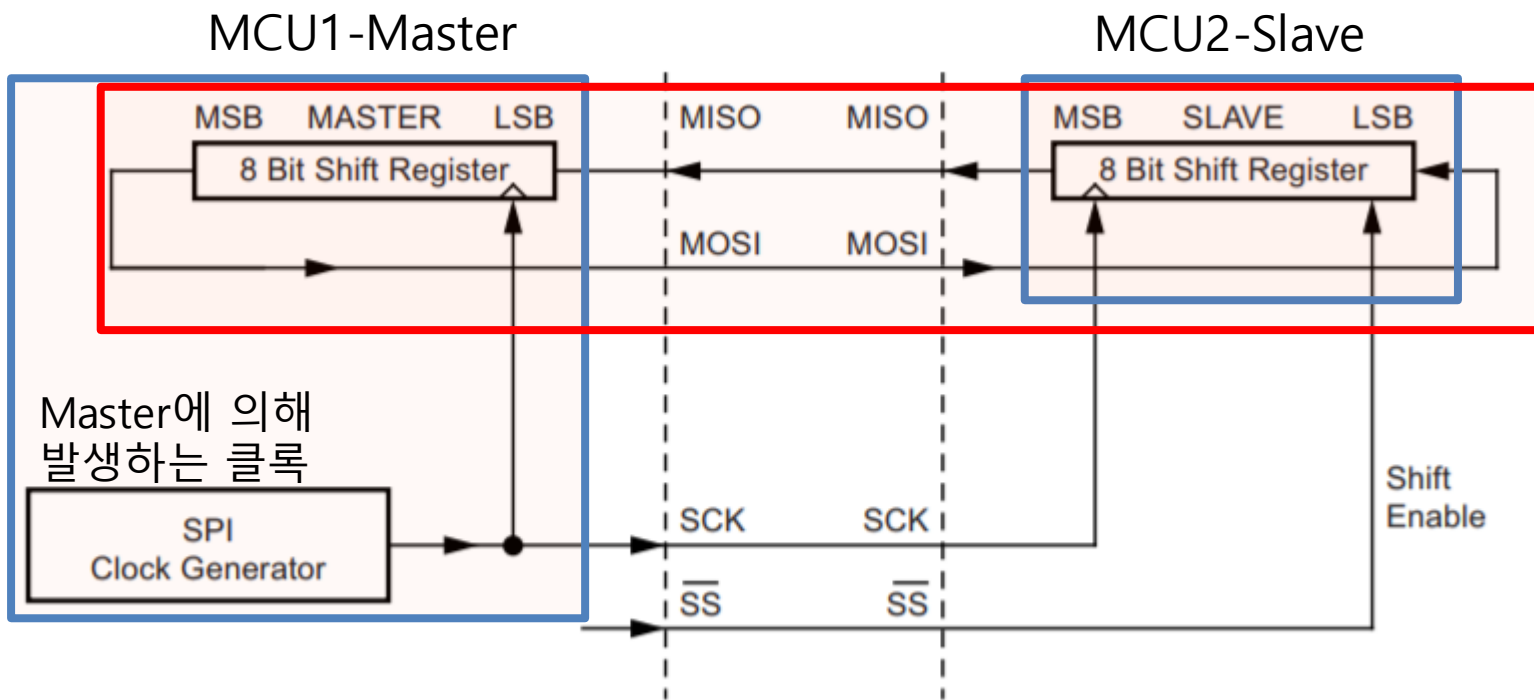 MCU1-Master
MCU2-Slave
MSB MASTER LSB
MISO MISO
MSB SLAVE LSB
8 Bit Shift Register
8 Bit Shift Register
MOSI MOSI
Master에 의해
발생하는 클록
SPI
Clock Generator
SCK SCK
Shift
Enable
S̅S̅ S̅S̅